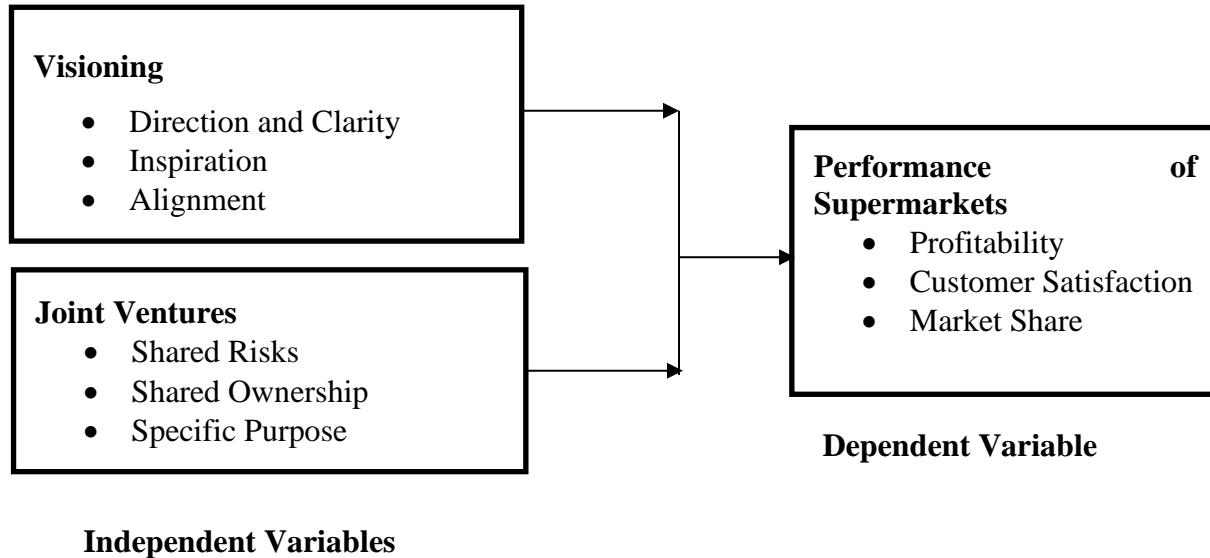 Visioning
• Direction and Clarity
• Inspiration
• Alignment
Joint Ventures
• Shared Risks
• Shared Ownership
• Specific Purpose
Independent Variables
Performance of
Supermarkets
• Profitability
• Customer Satisfaction
• Market Share
Dependent Variable